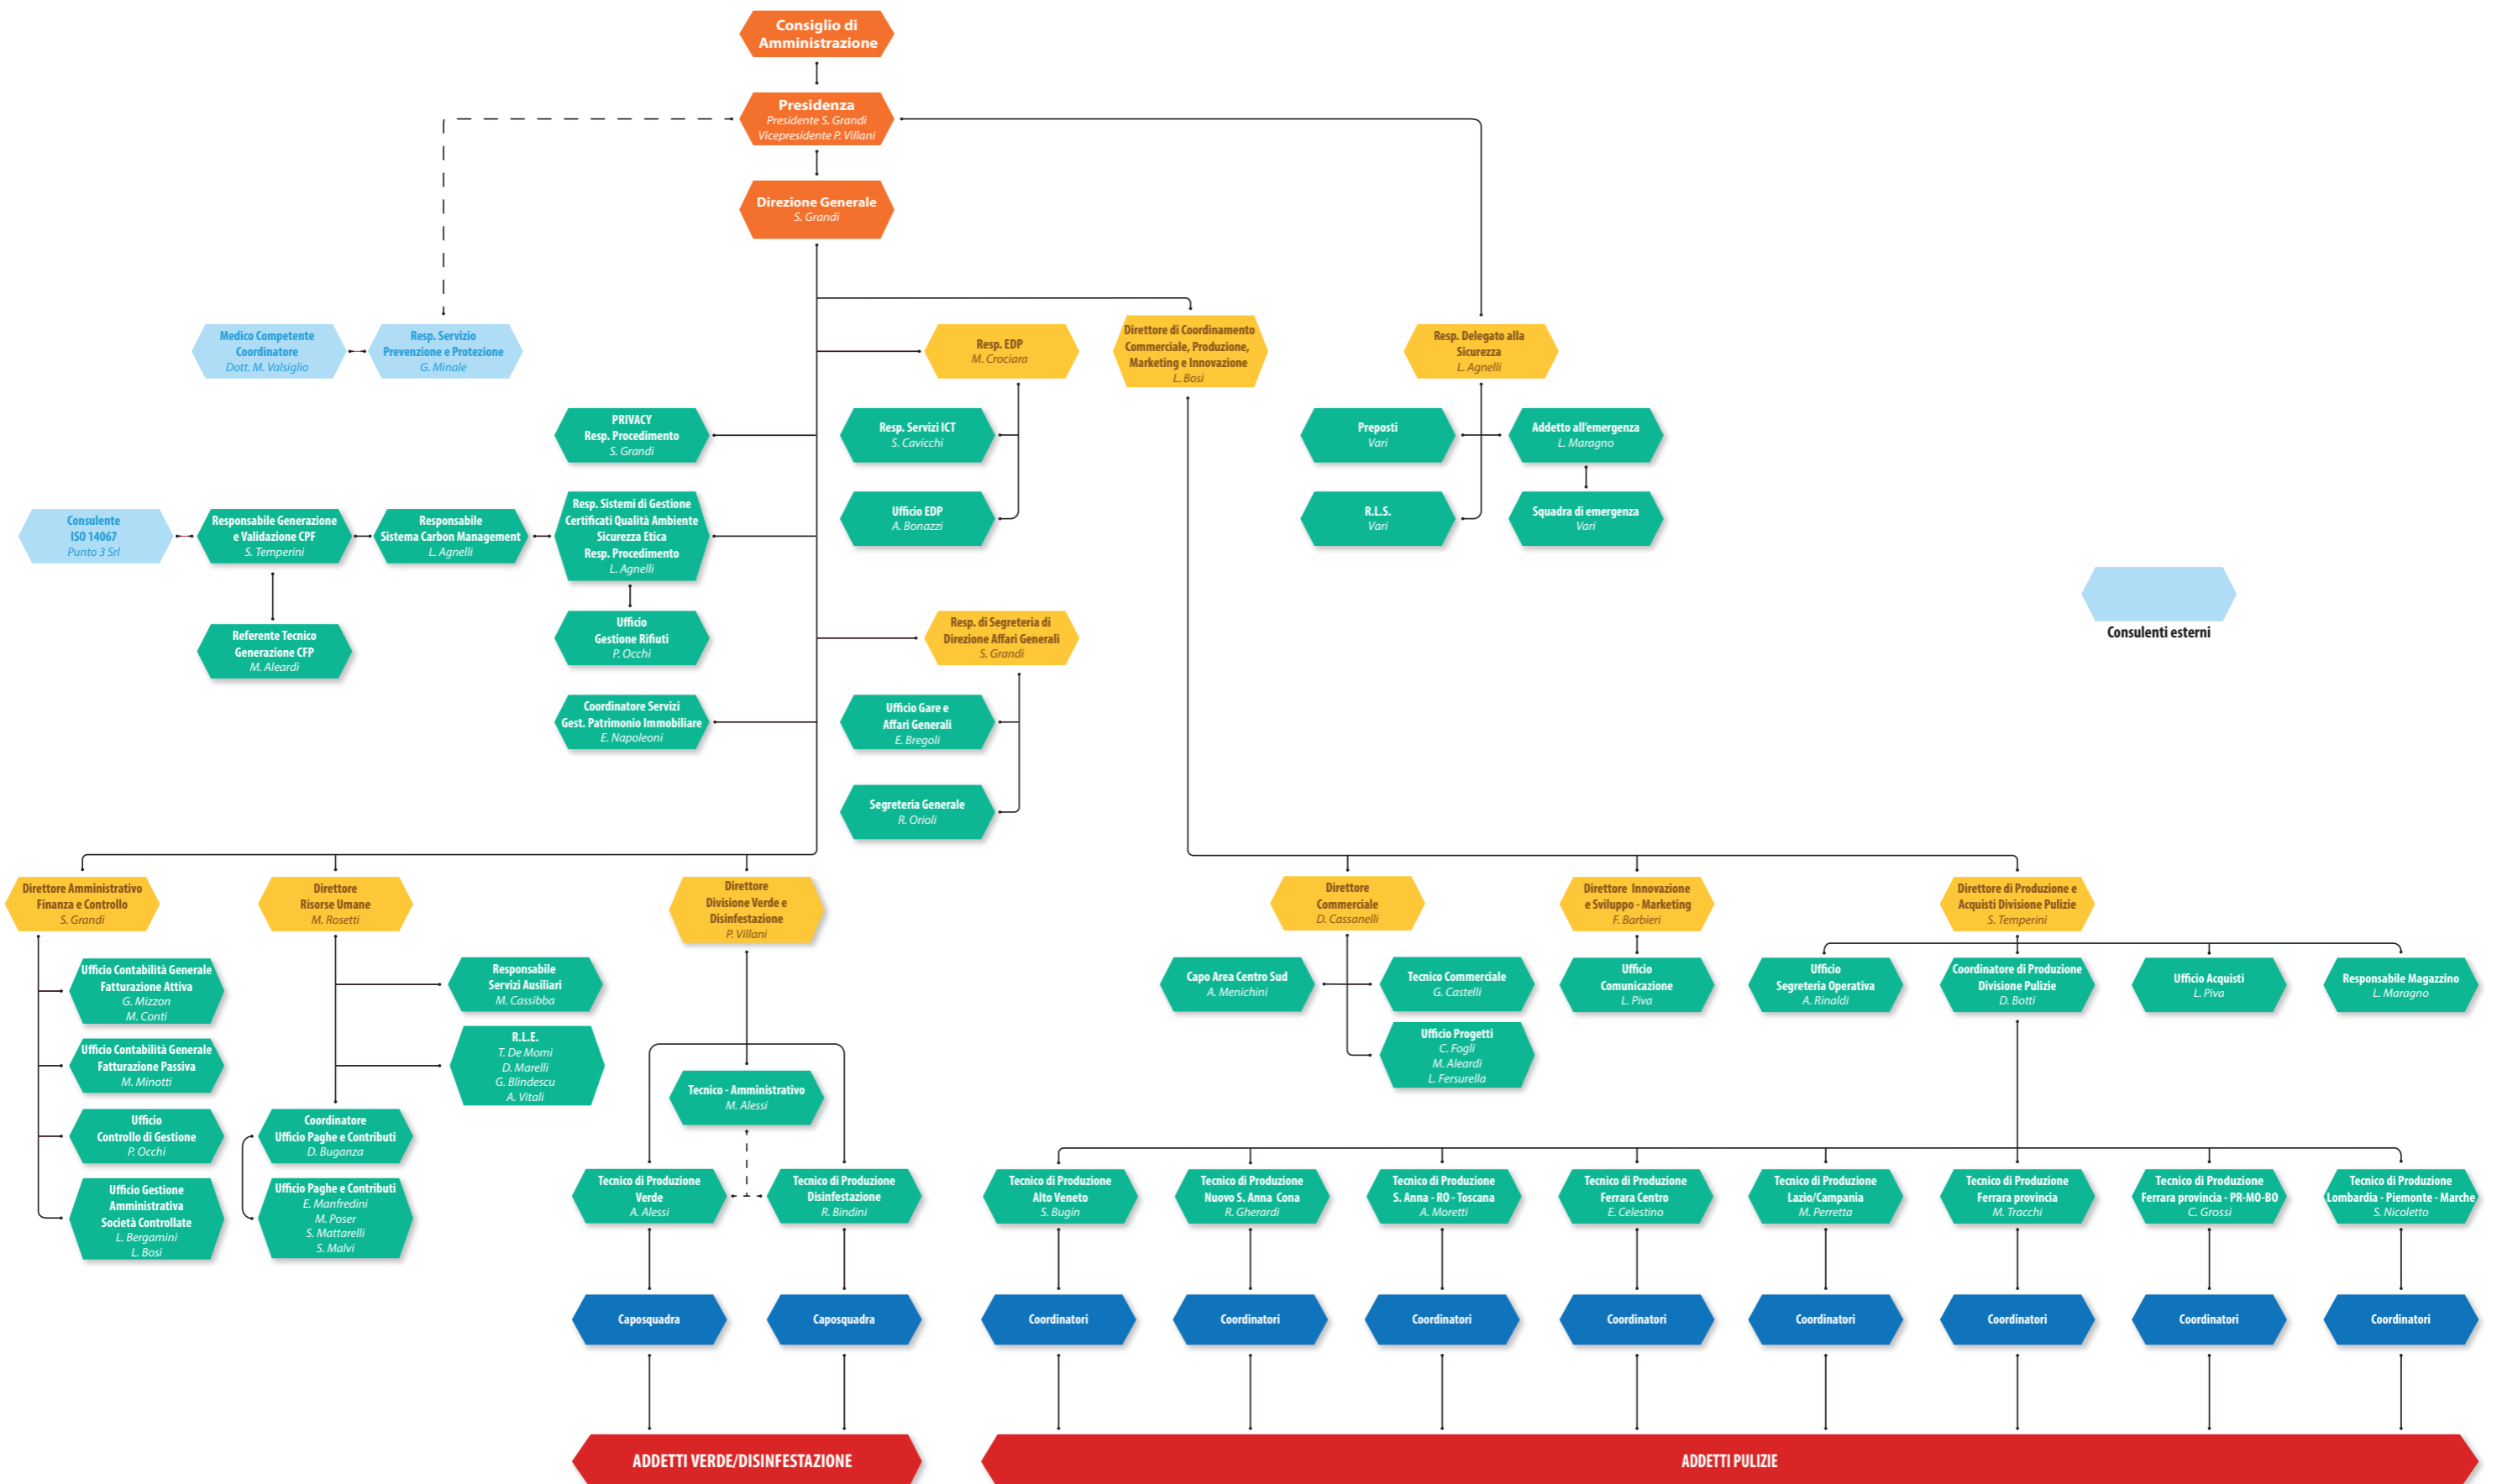 Consiglio di
Amministrazione
Presidenza
Presidente S. Grandi
Vicepresidente P. Villani
Direzione Generale
S. Grandi
Medico Competente
Coordinatore
Dott. M. Valsiglio
Resp. Servizio
Prevenzione e Protezione
G. Minale
Resp. EDP
M. Crociara
Direttore di Coordinamento
Commerciale, Produzione,
Marketing e Innovazione
L. Bosi
Resp. Delegato alla
Sicurezza
L. Agnelli
PRIVACY
Resp. Procedimento
S. Grandi
Resp. Servizi ICT
S. Cavicchi
Preposti
Vari
Addetto all'emergenza
L. Maragno
Consulente
ISO 14067
Punto 3 Srl
Responsabile Generazione
e Validazione CPF
S. Temperini
Responsabile
Sistema Carbon Management
L. Agnelli
Resp. Sistemi di Gestione
Certificati Qualità Ambiente
Sicurezza Etica
Resp. Procedimento
L. Agnelli
Ufficio EDP
A. Bonazzi
R.L.S.
Vari
Squadra di emergenza
Vari
Consulenti esterni
Referente Tecnico
Generazione CFP
M. Aleardi
Ufficio
Gestione Rifiuti
P. Occhi
Resp. di Segreteria di
Direzione Affari Generali
S. Grandi
Coordinatore Servizi
Gest. Patrimonio Immobiliare
E. Napoleoni
Ufficio Gare e
Affari Generali
E. Bregoli
Segreteria Generale
R. Orioli
Direttore Amministrativo
Finanza e Controllo
S. Grandi
Direttore
Risorse Umane
M. Rosetti
Direttore
Divisione Verde e
Disinfestazione
P. Villani
Direttore
Commerciale
D. Cassanelli
Direttore Innovazione
e Sviluppo - Marketing
F. Barbieri
Direttore di Produzione e
Acquisti Divisione Pulizie
S. Temperini
Ufficio Contabilità Generale
Fatturazione Attiva
G. Mizzon
M. Conti
Responsabile
Servizi Ausiliari
M. Cassibba
Capo Area Centro Sud
A. Menichini
Tecnico Commerciale
G. Castelli
Ufficio
Comunicazione
L. Piva
Ufficio
Segreteria Operativa
A. Rinaldi
Coordinatore di Produzione
Divisione Pulizie
D. Botti
Ufficio Acquisti
L. Piva
Responsabile Magazzino
L. Maragno
Ufficio Contabilità Generale
Fatturazione Passiva
M. Minotti
R.L.E.
T. De Momi
D. Marelli
G. Blindescu
A. Vitali
Ufficio Progetti
C. Fogli
M. Aleardi
L. Fersurella
Tecnico - Amministrativo
M. Alessi
Ufficio
Controllo di Gestione
P. Occhi
Coordinatore
Ufficio Paghe e Contributi
D. Buganza
Ufficio Gestione
Amministrativa
Società Controllate
L. Bergamini
L. Bosi
Ufficio Paghe e Contributi
E. Manfredini
M. Poser
S. Mattarelli
S. Malvi
Tecnico di Produzione
Verde
A. Alessi
Tecnico di Produzione
Disinfestazione
R. Bindini
Tecnico di Produzione
Alto Veneto
S. Bugin
Tecnico di Produzione
Nuovo S. Anna Cona
R. Gherardi
Tecnico di Produzione
S. Anna - RO - Toscana
A. Moretti
Tecnico di Produzione
Ferrara Centro
E. Celestino
Tecnico di Produzione
Lazio/Campania
M. Perretta
Tecnico di Produzione
Ferrara provincia
M. Tracchi
Tecnico di Produzione
Ferrara provincia - PR-MO-BO
C. Grossi
Tecnico di Produzione
Lombardia - Piemonte - Marche
S. Nicoletto
Caposquadra
Caposquadra
Coordinatori
Coordinatori
Coordinatori
Coordinatori
Coordinatori
Coordinatori
Coordinatori
Coordinatori
ADDETTI VERDE/DISINFESTAZIONE
ADDETTI PULIZIE